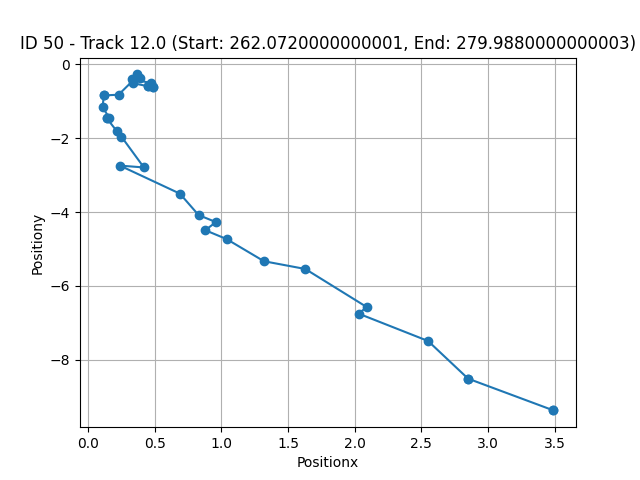 ID 50 - Track 12.0 (Start: 262.0720000000001, End: 279.9880000000003)
0
−2
−4
−6
−8
Positiony
0.0 0.5 1.0 1.5 2.0 2.5 3.0 3.5
Positionx